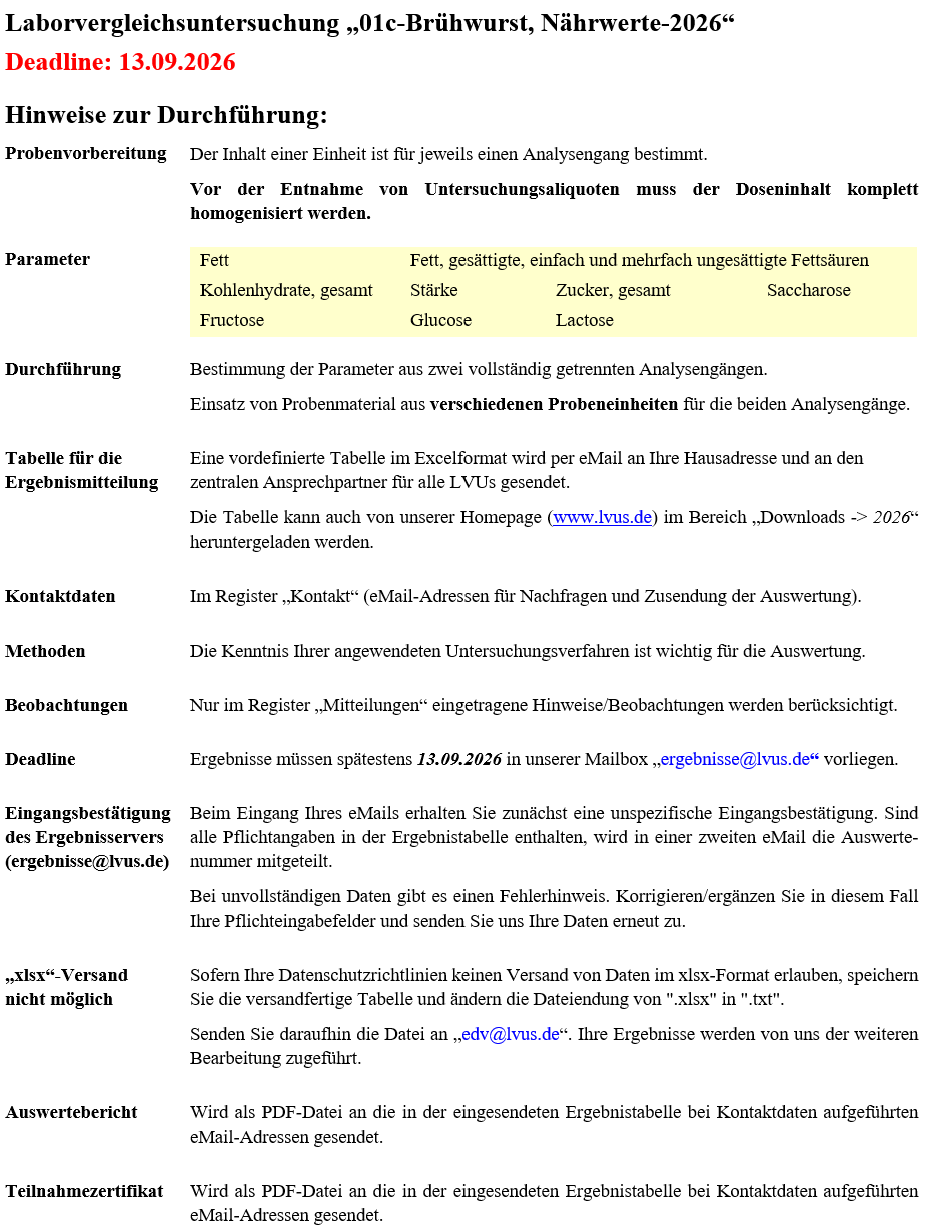 Laborvergleichsuntersuchung „01c-Brühwurst, Nährwerte-2026“
Deadline: 13.09.2026
Hinweise zur Durchführung:
Probenvorbereitung Der Inhalt einer Einheit ist für jeweils einen Analysengang bestimmt.
Vor der Entnahme von Untersuchungsaliquoten muss der Doseninhalt komplett
homogenisiert werden.
Parameter Fett Fett, gesättigte, einfach und mehrfach ungesättigte Fettsäuren
Kohlenhydrate, gesamt Stärke Zucker, gesamt Saccharose
Fructose Glucose Lactose
Durchführung Bestimmung der Parameter aus zwei vollständig getrennten Analysengängen.
Einsatz von Probenmaterial aus verschiedenen Probeneinheiten für die beiden Analysengänge.
Tabelle für die Eine vordefinierte Tabelle im Excelformat wird per eMail an Ihre Hausadresse und an den
Ergebnismitteilung zentralen Ansprechpartner für alle LVUs gesendet.
Die Tabelle kann auch von unserer Homepage (www.lvus.de) im Bereich „Downloads -> 2026“
heruntergeladen werden.
Kontaktdaten Im Register „Kontakt“ (eMail-Adressen für Nachfragen und Zusendung der Auswertung).
Methoden Die Kenntnis Ihrer angewendeten Untersuchungsverfahren ist wichtig für die Auswertung.
Beobachtungen Nur im Register „Mitteilungen“ eingetragene Hinweise/Beobachtungen werden berücksichtigt.
Deadline Ergebnisse müssen spätestens 13.09.2026 in unserer Mailbox „ergebnisse@lvus.de“ vorliegen.
Eingangsbestätigung Beim Eingang Ihres eMails erhalten Sie zunächst eine unspezifische Eingangsbestätigung. Sind
des Ergebnisservers alle Pflichtangaben in der Ergebnistabelle enthalten, wird in einer zweiten eMail die Auswerte-
(ergebnisse@lvus.de) nummer mitgeteilt.
Bei unvollständigen Daten gibt es einen Fehlerhinweis. Korrigieren/ergänzen Sie in diesem Fall
Ihre Pflichteingabefelder und senden Sie uns Ihre Daten erneut zu.
„xlsx“-Versand Sofern Ihre Datenschutzrichtlinien keinen Versand von Daten im xlsx-Format erlauben, speichern
nicht möglich Sie die versandfertige Tabelle und ändern die Dateiendung von ".xlsx" in ".txt".
Senden Sie daraufhin die Datei an „edv@lvus.de“. Ihre Ergebnisse werden von uns der weiteren
Bearbeitung zugeführt.
Auswertebericht Wird als PDF-Datei an die in der eingesendeten Ergebnistabelle bei Kontaktdaten aufgeführten
eMail-Adressen gesendet.
Teilnahmezertifikat Wird als PDF-Datei an die in der eingesendeten Ergebnistabelle bei Kontaktdaten aufgeführten
eMail-Adressen gesendet.